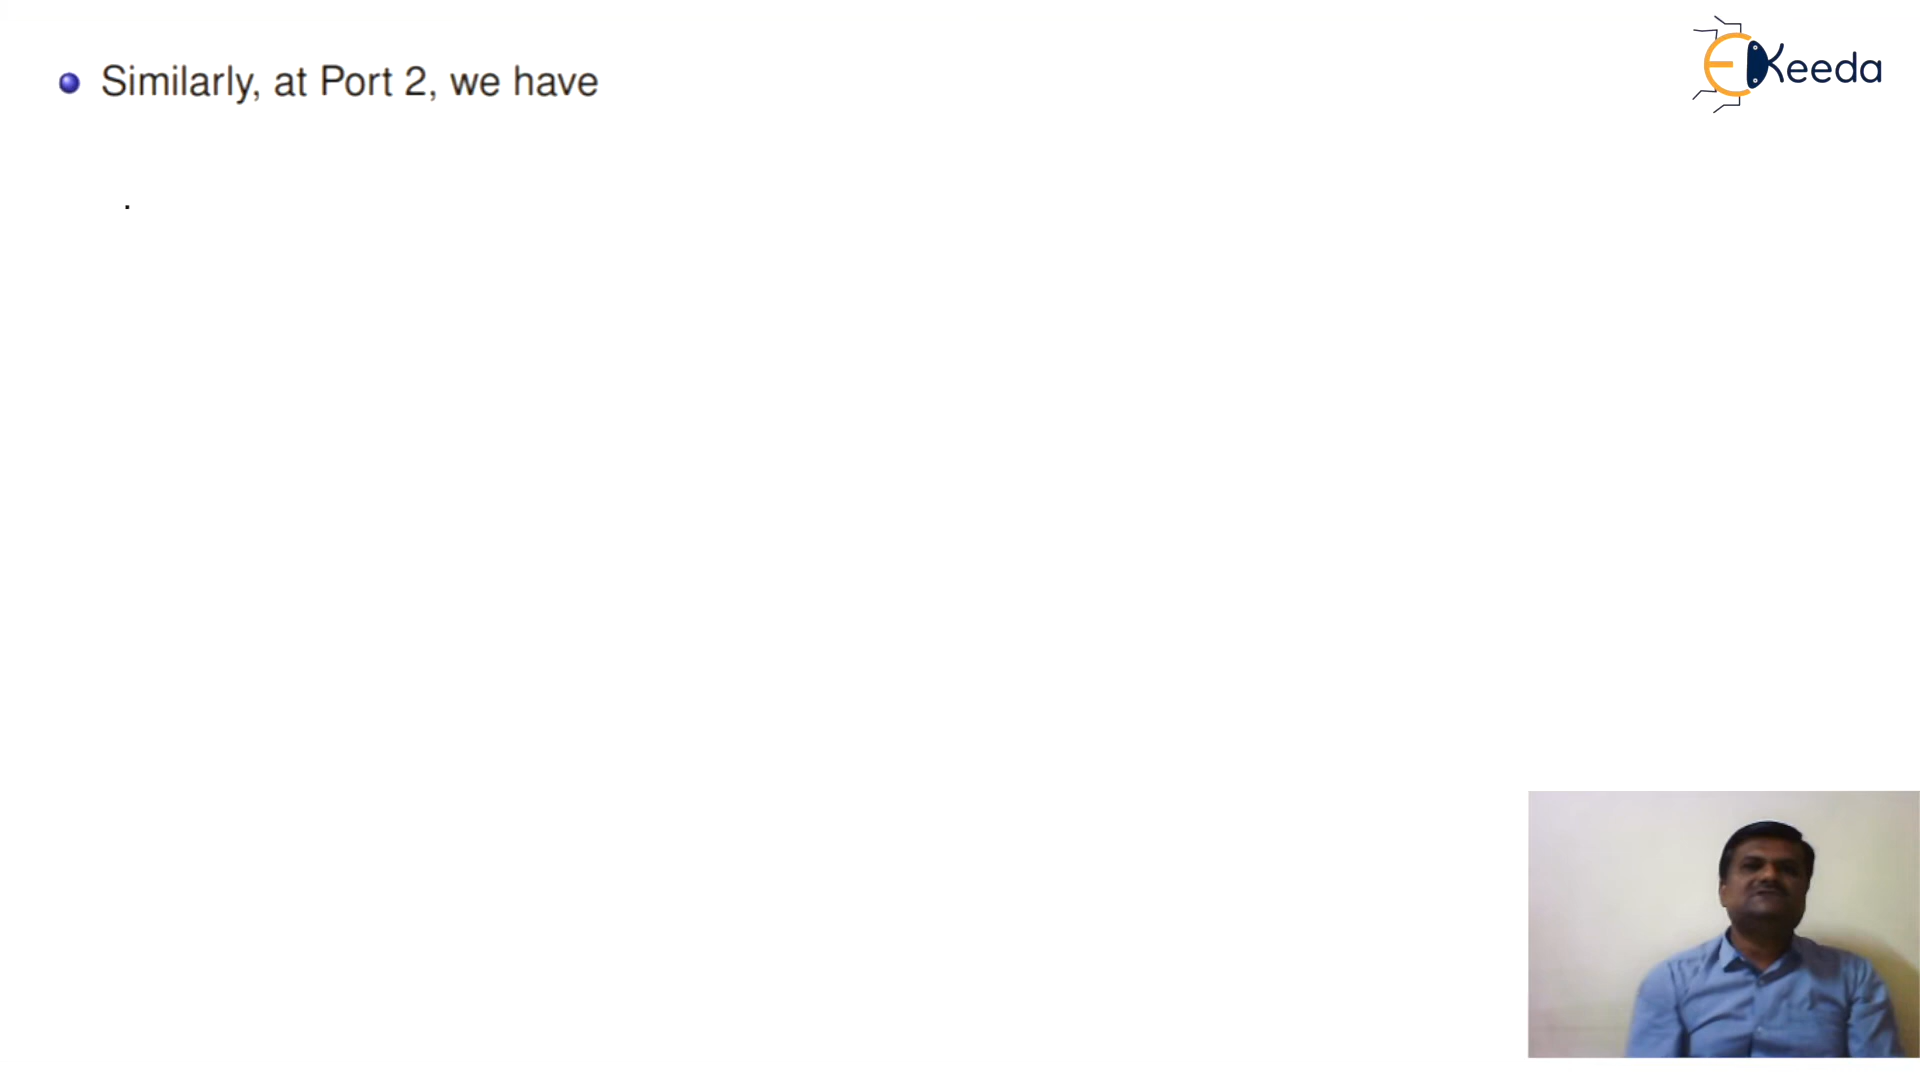 EKeeda
Similarly, at Port 2, we have
.